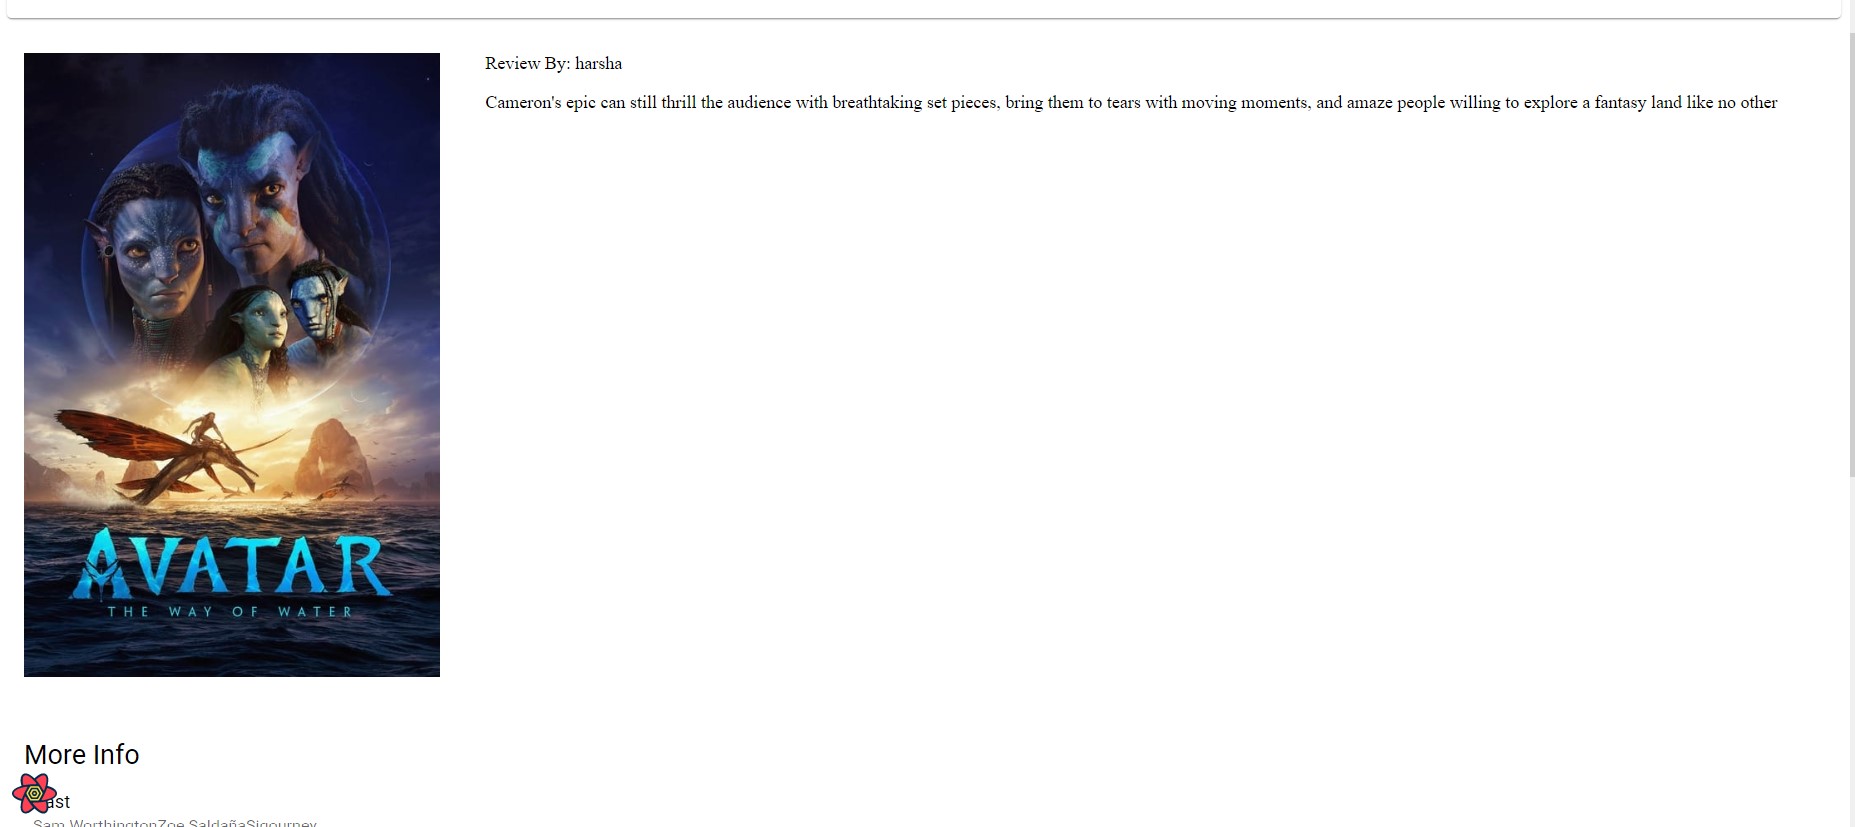 Review By: harsha
Cameron's epic can still thrill the audience with breathtaking set pieces, bring them to tears with moving moments, and amaze people willing to explore a fantasy land like no other
AVATAR
THE WAY OF WATER
More Info
ast
Sam WorthingtonZoe SaldañaSigourney